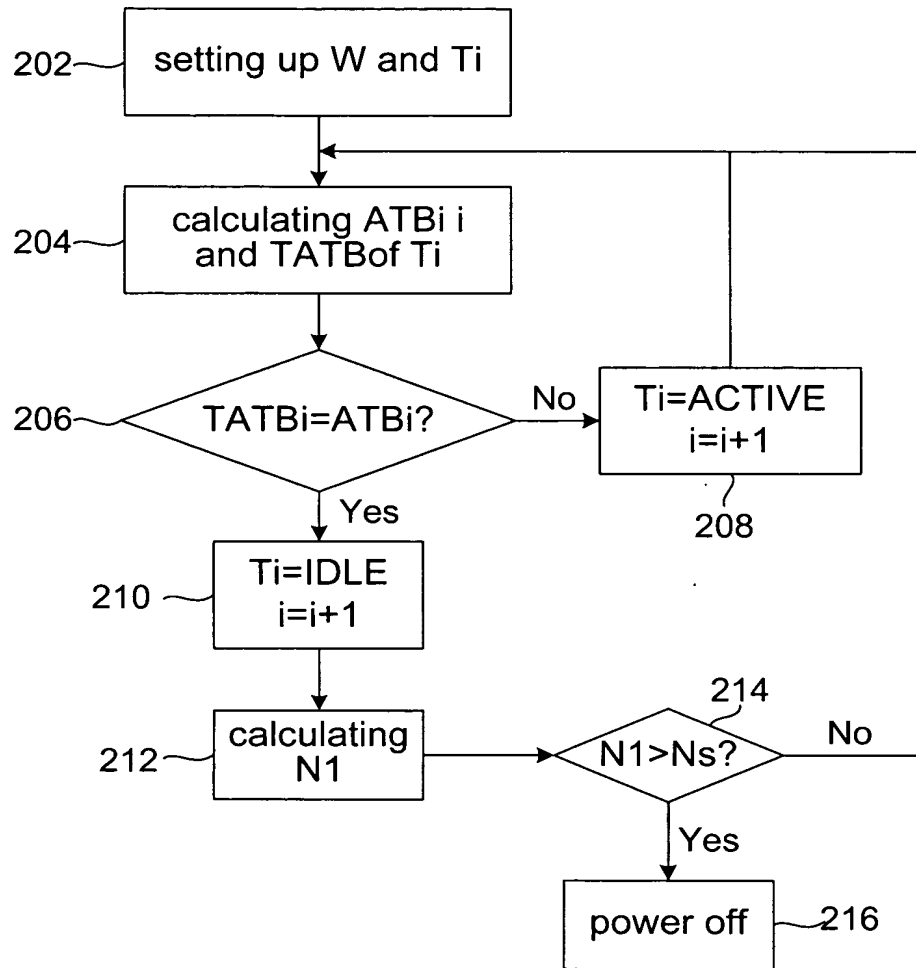 202
setting up W and Ti
204
calculating ATBi i
and TATBof Ti
206
TATBi=ATBi?
No
Ti=ACTIVE
i=i+1
208
Yes
210
Ti=IDLE
i=i+1
212
calculating
N1
214
N1>Ns?
No
Yes
power off
216